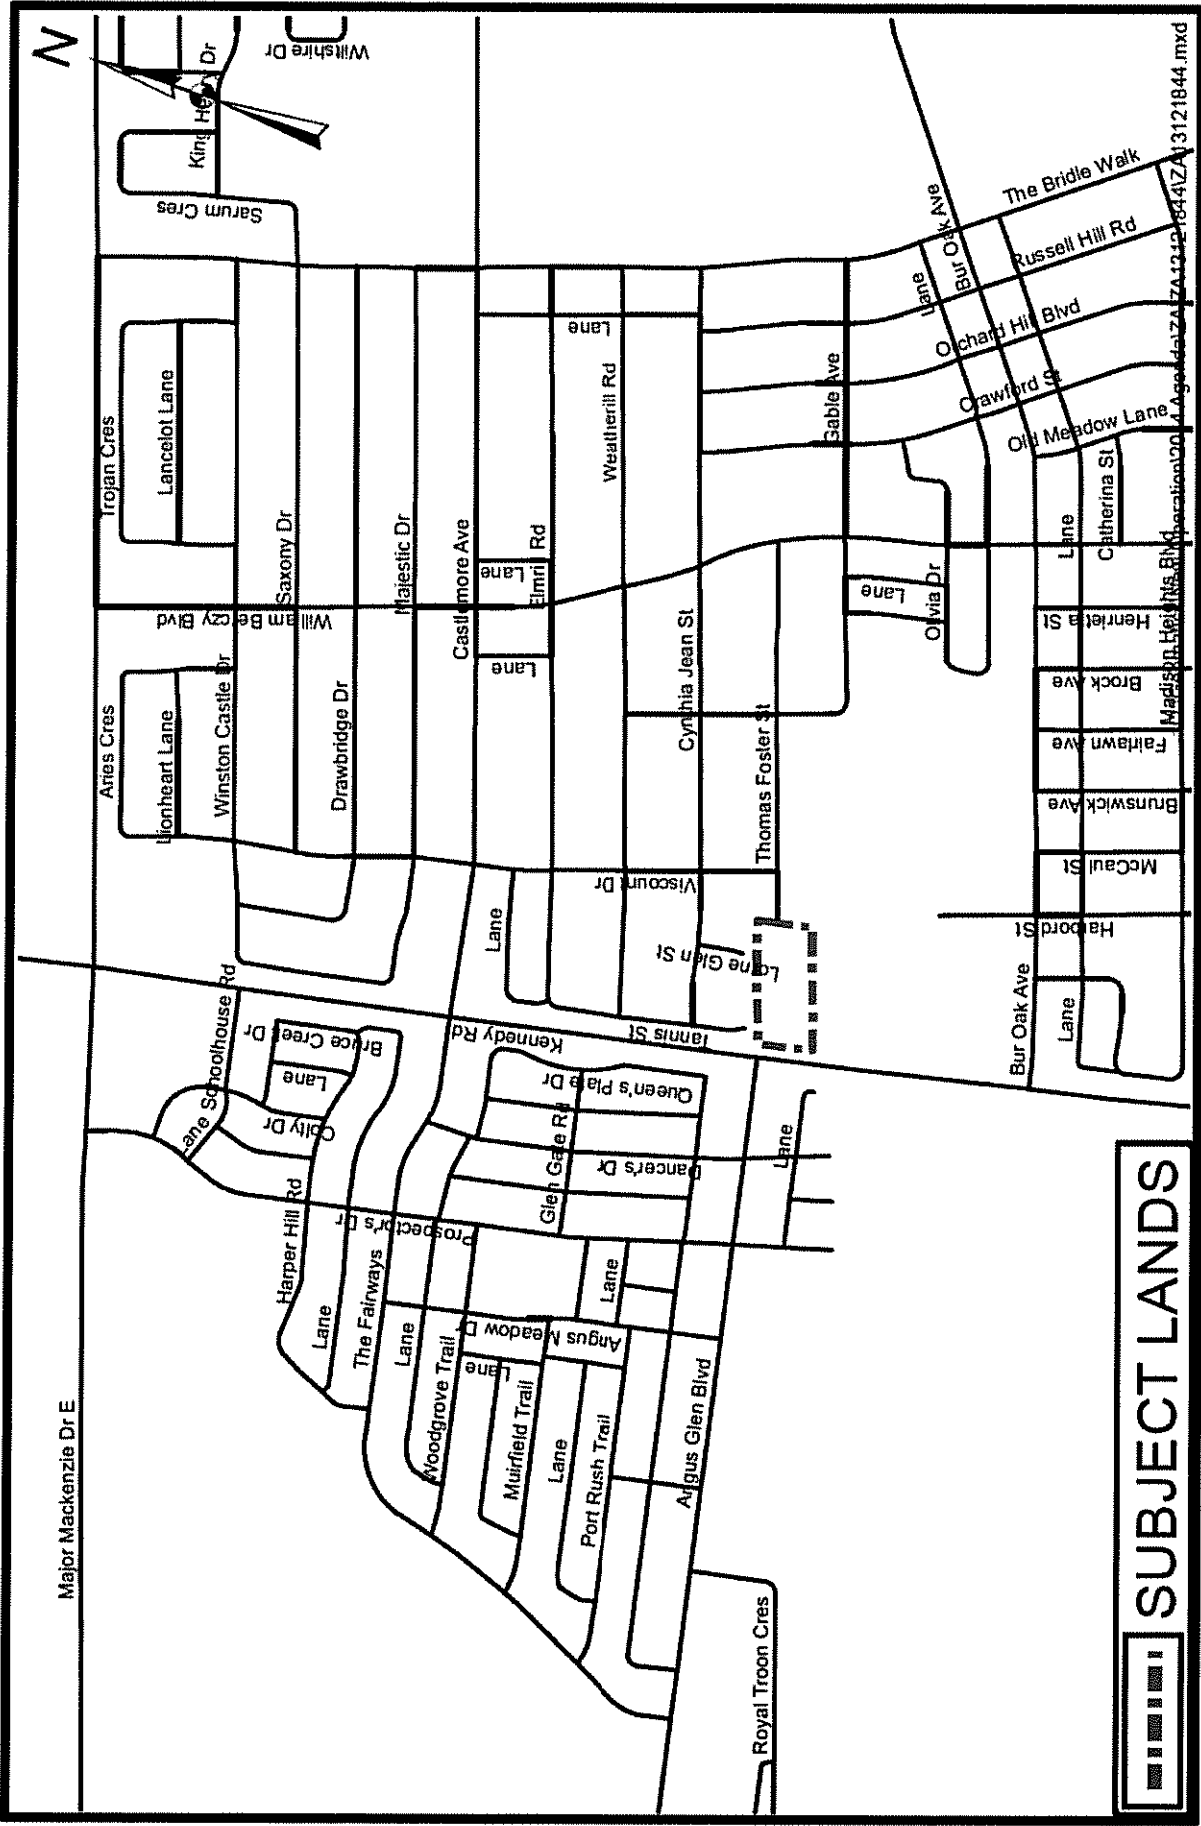 N
Major Mackenzie Dr E
King Henry Dr
Wiltshire Dr
Sarum Cres
Trojan Cres
Lancelot Lane
Saxony Dr
William Berczy Blvd
Aries Cres
Lionheart Lane
Winston Castle Dr
Drawbridge Dr
Majestic Dr
Castlemore Ave
Elmrill Rd
Lane
Lane
Lane
Weatherill Rd
Cynthia Jean St
Thomas Foster St
Viscount Dr
Lane
Lorne Glen St
Iannis St
Kennedy Rd
Gable Ave
Lane
Olivia Dr
Lane
Bur Oak Ave
The Bridle Walk
Russell Hill Rd
Orchard Hill Blvd
Crawford St
Old Meadow Lane
Catherina St
Lane
Henrietta St
Madison Heights Blvd
Brock Ave
Fairlawn Ave
Brunswick Ave
McCaul St
Harbord St
Bur Oak Ave
Lane
Lane Schoolhouse Rd
Bruce Creek Dr
Lane
Colty Dr
Harper Hill Rd
Prospector's Dr
Lane
The Fairways
Lane
Woodgrove Trail
Angus Meadow Dr
Lane
Muirfield Trail
Lane
Port Rush Trail
Lane
Glen Gate Rd
Queen's Plate Dr
Dancer's Dr
Lane
Angus Glen Blvd
Royal Troon Cres
SUBJECT LANDS